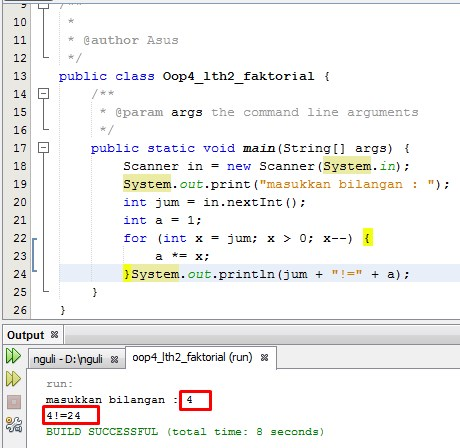 9 /**
10 *
11 * @author Asus
12 */
13 public class Oop4_lth2_faktorial {
14 /**
15 * @param args the command line arguments
16 */
17 public static void main(String[] args) {
18 Scanner in = new Scanner(System.in);
19 System.out.print("masukkan bilangan : ");
20 int jum = in.nextInt();
21 int a = 1;
22 for (int x = jum; x > 0; x--) {
23 a *= x;
24 }System.out.println(jum + "!=" + a);
25 }
26 }
Output
nguli - D:\nguli oop4_lth2_faktorial (run)
run:
masukkan bilangan : 4
4!=24
BUILD SUCCESSFUL (total time: 8 seconds)